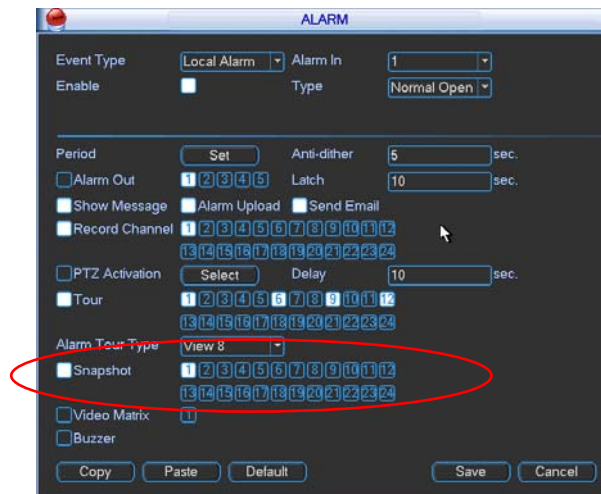 ALARM
Event Type Local Alarm Alarm In 1
Enable Type Normal Open
Period Set Anti-dither 5 sec.
Alarm Out 1 2 3 4 5 Latch 10 sec.
Show Message Alarm Upload Send Email
Record Channel 1 2 3 4 5 6 7 8 9 10 11 12
13 14 15 16 17 18 19 20 21 22 23 24
PTZ Activation Select Delay 10 sec.
Tour 1 2 3 4 5 6 7 8 9 10 11 12
13 14 15 16 17 18 19 20 21 22 23 24
Alarm Tour Type View 8
Snapshot 1 2 3 4 5 6 7 8 9 10 11 12
13 14 15 16 17 18 19 20 21 22 23 24
Video Matrix 1
Buzzer
Copy Paste Default Save Cancel